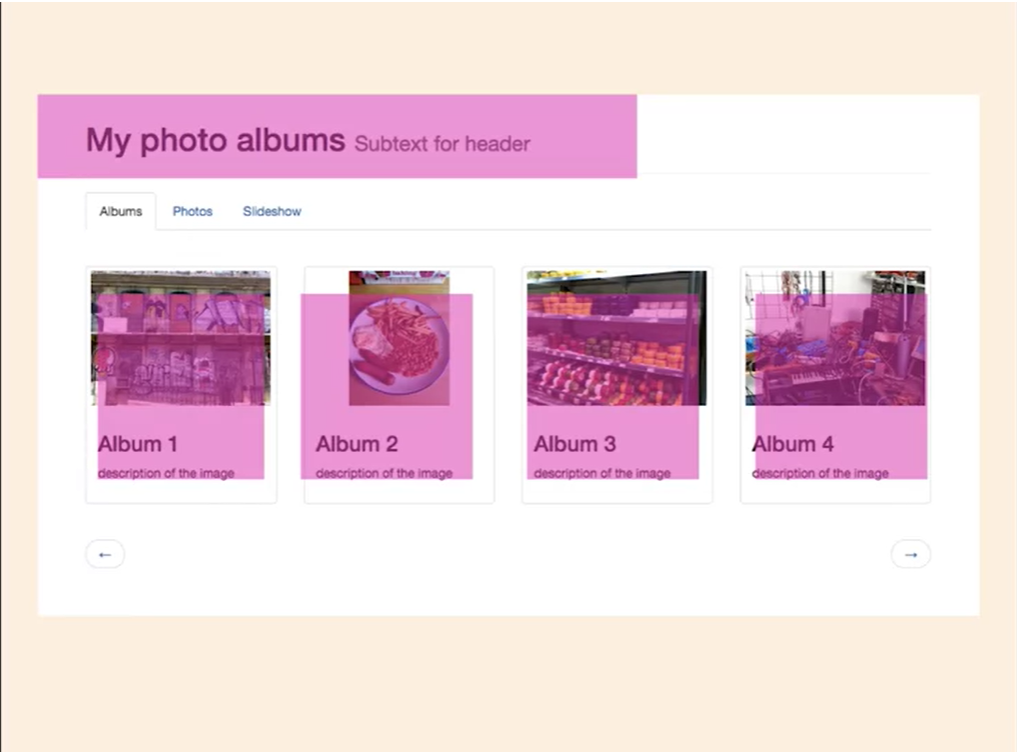 My photo albums Subtext for header
Albums Photos Slideshow
Album 1 Album 2 Album 3 Album 4
description of the image description of the image description of the image description of the image
← →